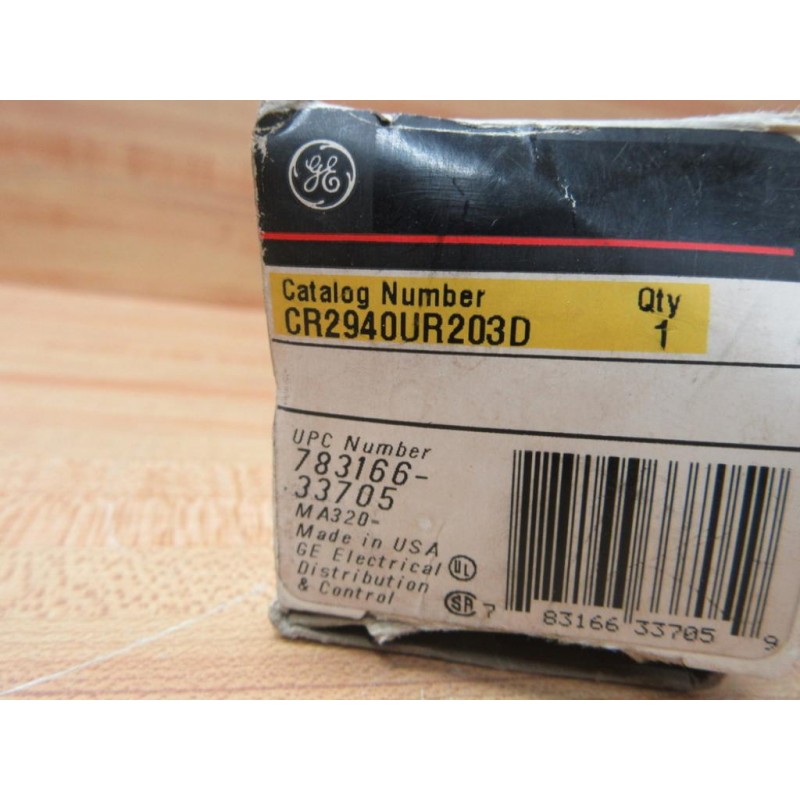 GE
Catalog Number Qty
CR2940UR203D 1
UPC Number
783166-
33705
MA320-
Made in USA
GE Electrical UL
Distribution
& Control SA
7 83166 33705 9